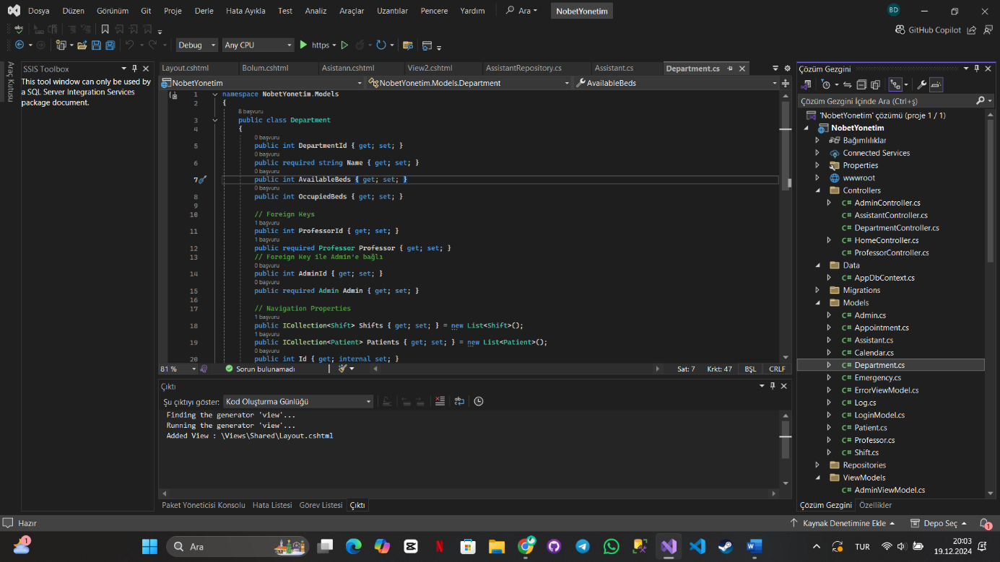 Dosya Düzen Görünüm Git Proje Derle Hata Ayıkla Test Analiz Araçlar Uzantılar Pencere Yardım Ara NobetYonetim BD
GitHub Copilot
Debug Any CPU https
Araç Kutusu
SSIS Toolbox
This tool window can only be used by
a SQL Server Integration Services
package document.
Layout.cshtml Bolum.cshtml Asistann.cshtml View2.cshtml AssistantRepository.cs Assistant.cs Department.cs
NobetYonetim NobetYonetim.Models.Department AvailableBeds
1 namespace NobetYonetim.Models
2 {
8 başvuru
3 public class Department
4 {
0 başvuru
5 public int DepartmentId { get; set; }
0 başvuru
6 public required string Name { get; set; }
0 başvuru
7 public int AvailableBeds { get; set; }
0 başvuru
8 public int OccupiedBeds { get; set; }
9
10 // Foreign Keys
1 başvuru
11 public int ProfessorId { get; set; }
1 başvuru
12 public required Professor Professor { get; set; }
13 // Foreign Key ile Admin'e bağlı
0 başvuru
14 public int AdminId { get; set; }
0 başvuru
15 public required Admin Admin { get; set; }
16
17 // Navigation Properties
1 başvuru
18 public ICollection<Shift> Shifts { get; set; } = new List<Shift>();
1 başvuru
19 public ICollection<Patient> Patients { get; set; } = new List<Patient>();
0 başvuru
20 public int Id { get; internal set; }
81 % Sorun bulunamadı Sat: 7 Krkt: 47 BŞL CRLF
Çıktı
Şu çıktıyı göster: Kod Oluşturma Günlüğü
Finding the generator 'view'...
Running the generator 'view'...
Added View : \Views\Shared\Layout.cshtml
Paket Yöneticisi Konsolu Hata Listesi Görev Listesi Çıktı
Çözüm Gezgini
Çözüm Gezgini İçinde Ara (Ctrl+ş)
'NobetYonetim' çözümü (proje 1 / 1)
NobetYonetim
Bağımlılıklar
Connected Services
Properties
wwwroot
Controllers
C# AdminController.cs
C# AssistantController.cs
C# DepartmentController.cs
C# HomeController.cs
C# ProfessorController.cs
Data
C# AppDbContext.cs
Migrations
Models
C# Admin.cs
C# Appointment.cs
C# Assistant.cs
C# Calendar.cs
C# Department.cs
C# Emergency.cs
C# ErrorViewModel.cs
C# Log.cs
C# LoginModel.cs
C# Patient.cs
C# Professor.cs
C# Shift.cs
Repositories
ViewModels
C# AdminViewModel.cs
Çözüm Gezgini Özellikler
Hazır Kaynak Denetimine Ekle Depo Seç 1
1 Ara TUR 20:03
19.12.2024